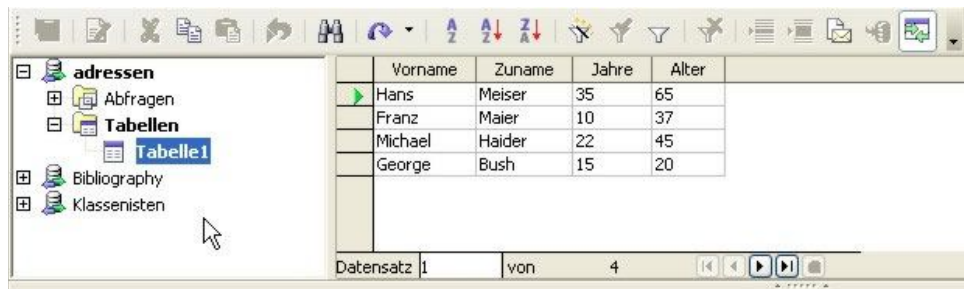 adressen
Abfragen
Tabellen
Tabelle1
Bibliography
Klassenisten
Vorname Zuname Jahre Alter
Hans Meiser 35 65
Franz Maier 10 37
Michael Haider 22 45
George Bush 15 20
Datensatz 1 von 4